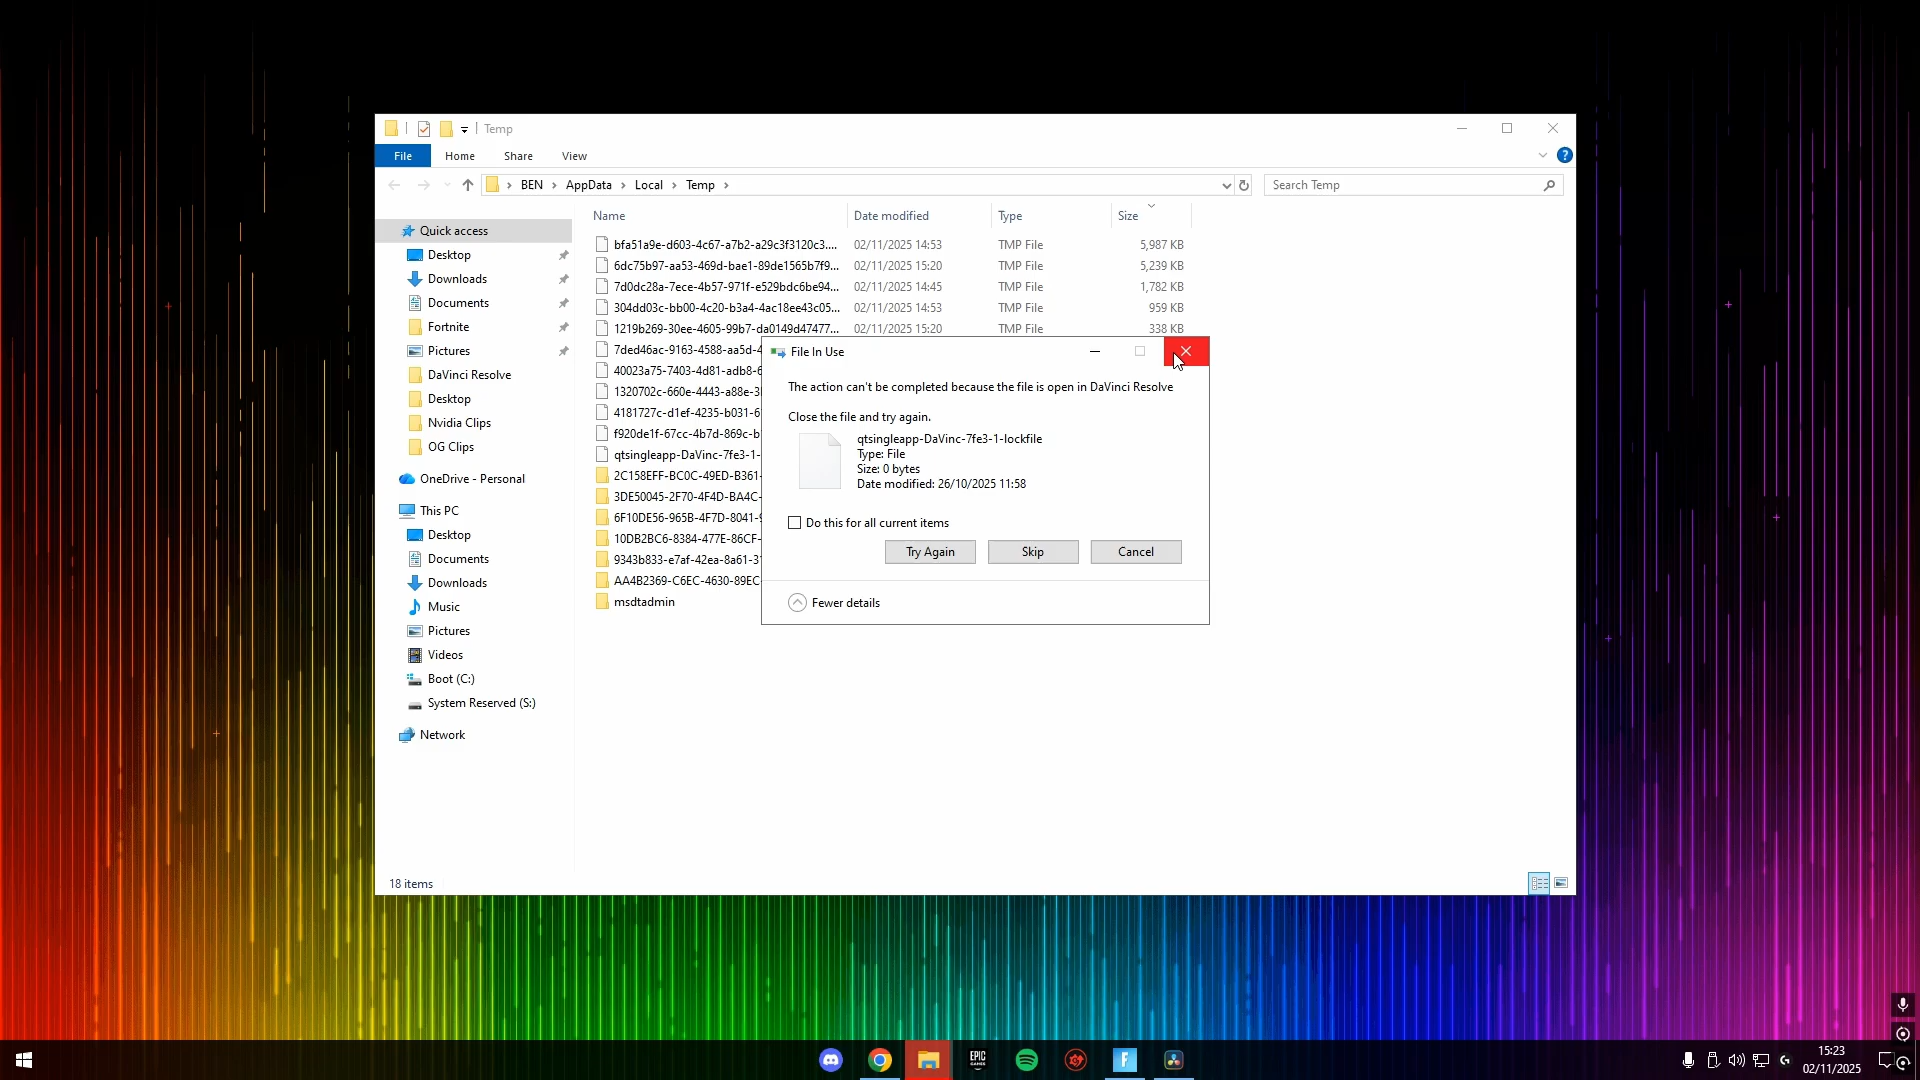 Temp
File
Home
Share
View
BEN
AppData
Local
Temp
Search Temp
Name
Date modified
Type
Size
Quick access
Desktop
Downloads
Documents
Fortnite
Pictures
DaVinci Resolve
Desktop
Nvidia Clips
OG Clips
OneDrive - Personal
This PC
Desktop
Documents
Downloads
Music
Pictures
Videos
Boot (C:)
System Reserved (S:)
Network
bfa51a9e-d603-4c67-a7b2-a29c3f3120c3.... 02/11/2025 14:53 TMP File 5,987 KB
6dc75b97-aa53-469d-bae1-89de1565b7f9... 02/11/2025 15:20 TMP File 5,239 KB
7d0dc28a-7ece-4b57-971f-e529bdc6be94... 02/11/2025 14:45 TMP File 1,782 KB
304dd03c-bb00-4c20-b3a4-4ac18ee43c05... 02/11/2025 14:53 TMP File 959 KB
1219b269-30ee-4605-99b7-da0149d47477... 02/11/2025 15:20 TMP File 338 KB
7ded46ac-9163-4588-aa5d-4
40023a75-7403-4d81-adb8-6
1320702c-660e-4443-a88e-3
4181727c-d1ef-4235-b031-6
f920de1f-67cc-4b7d-869c-b
qtsingleapp-DaVinc-7fe3-1-
2C158EFF-BC0C-49ED-B361-
3DE50045-2F70-4F4D-BA4C-
6F10DE56-965B-4F7D-8041-9
10DB2BC6-8384-477E-86CF-
9343b833-e7af-42ea-8a61-31
AA4B2369-C6EC-4630-89EC-
msdtadmin
File In Use
The action can't be completed because the file is open in DaVinci Resolve
Close the file and try again.
qtsingleapp-DaVinc-7fe3-1-lockfile
Type: File
Size: 0 bytes
Date modified: 26/10/2025 11:58
Do this for all current items
Try Again
Skip
Cancel
Fewer details
18 items
EPIC
GAMES
15:23
02/11/2025